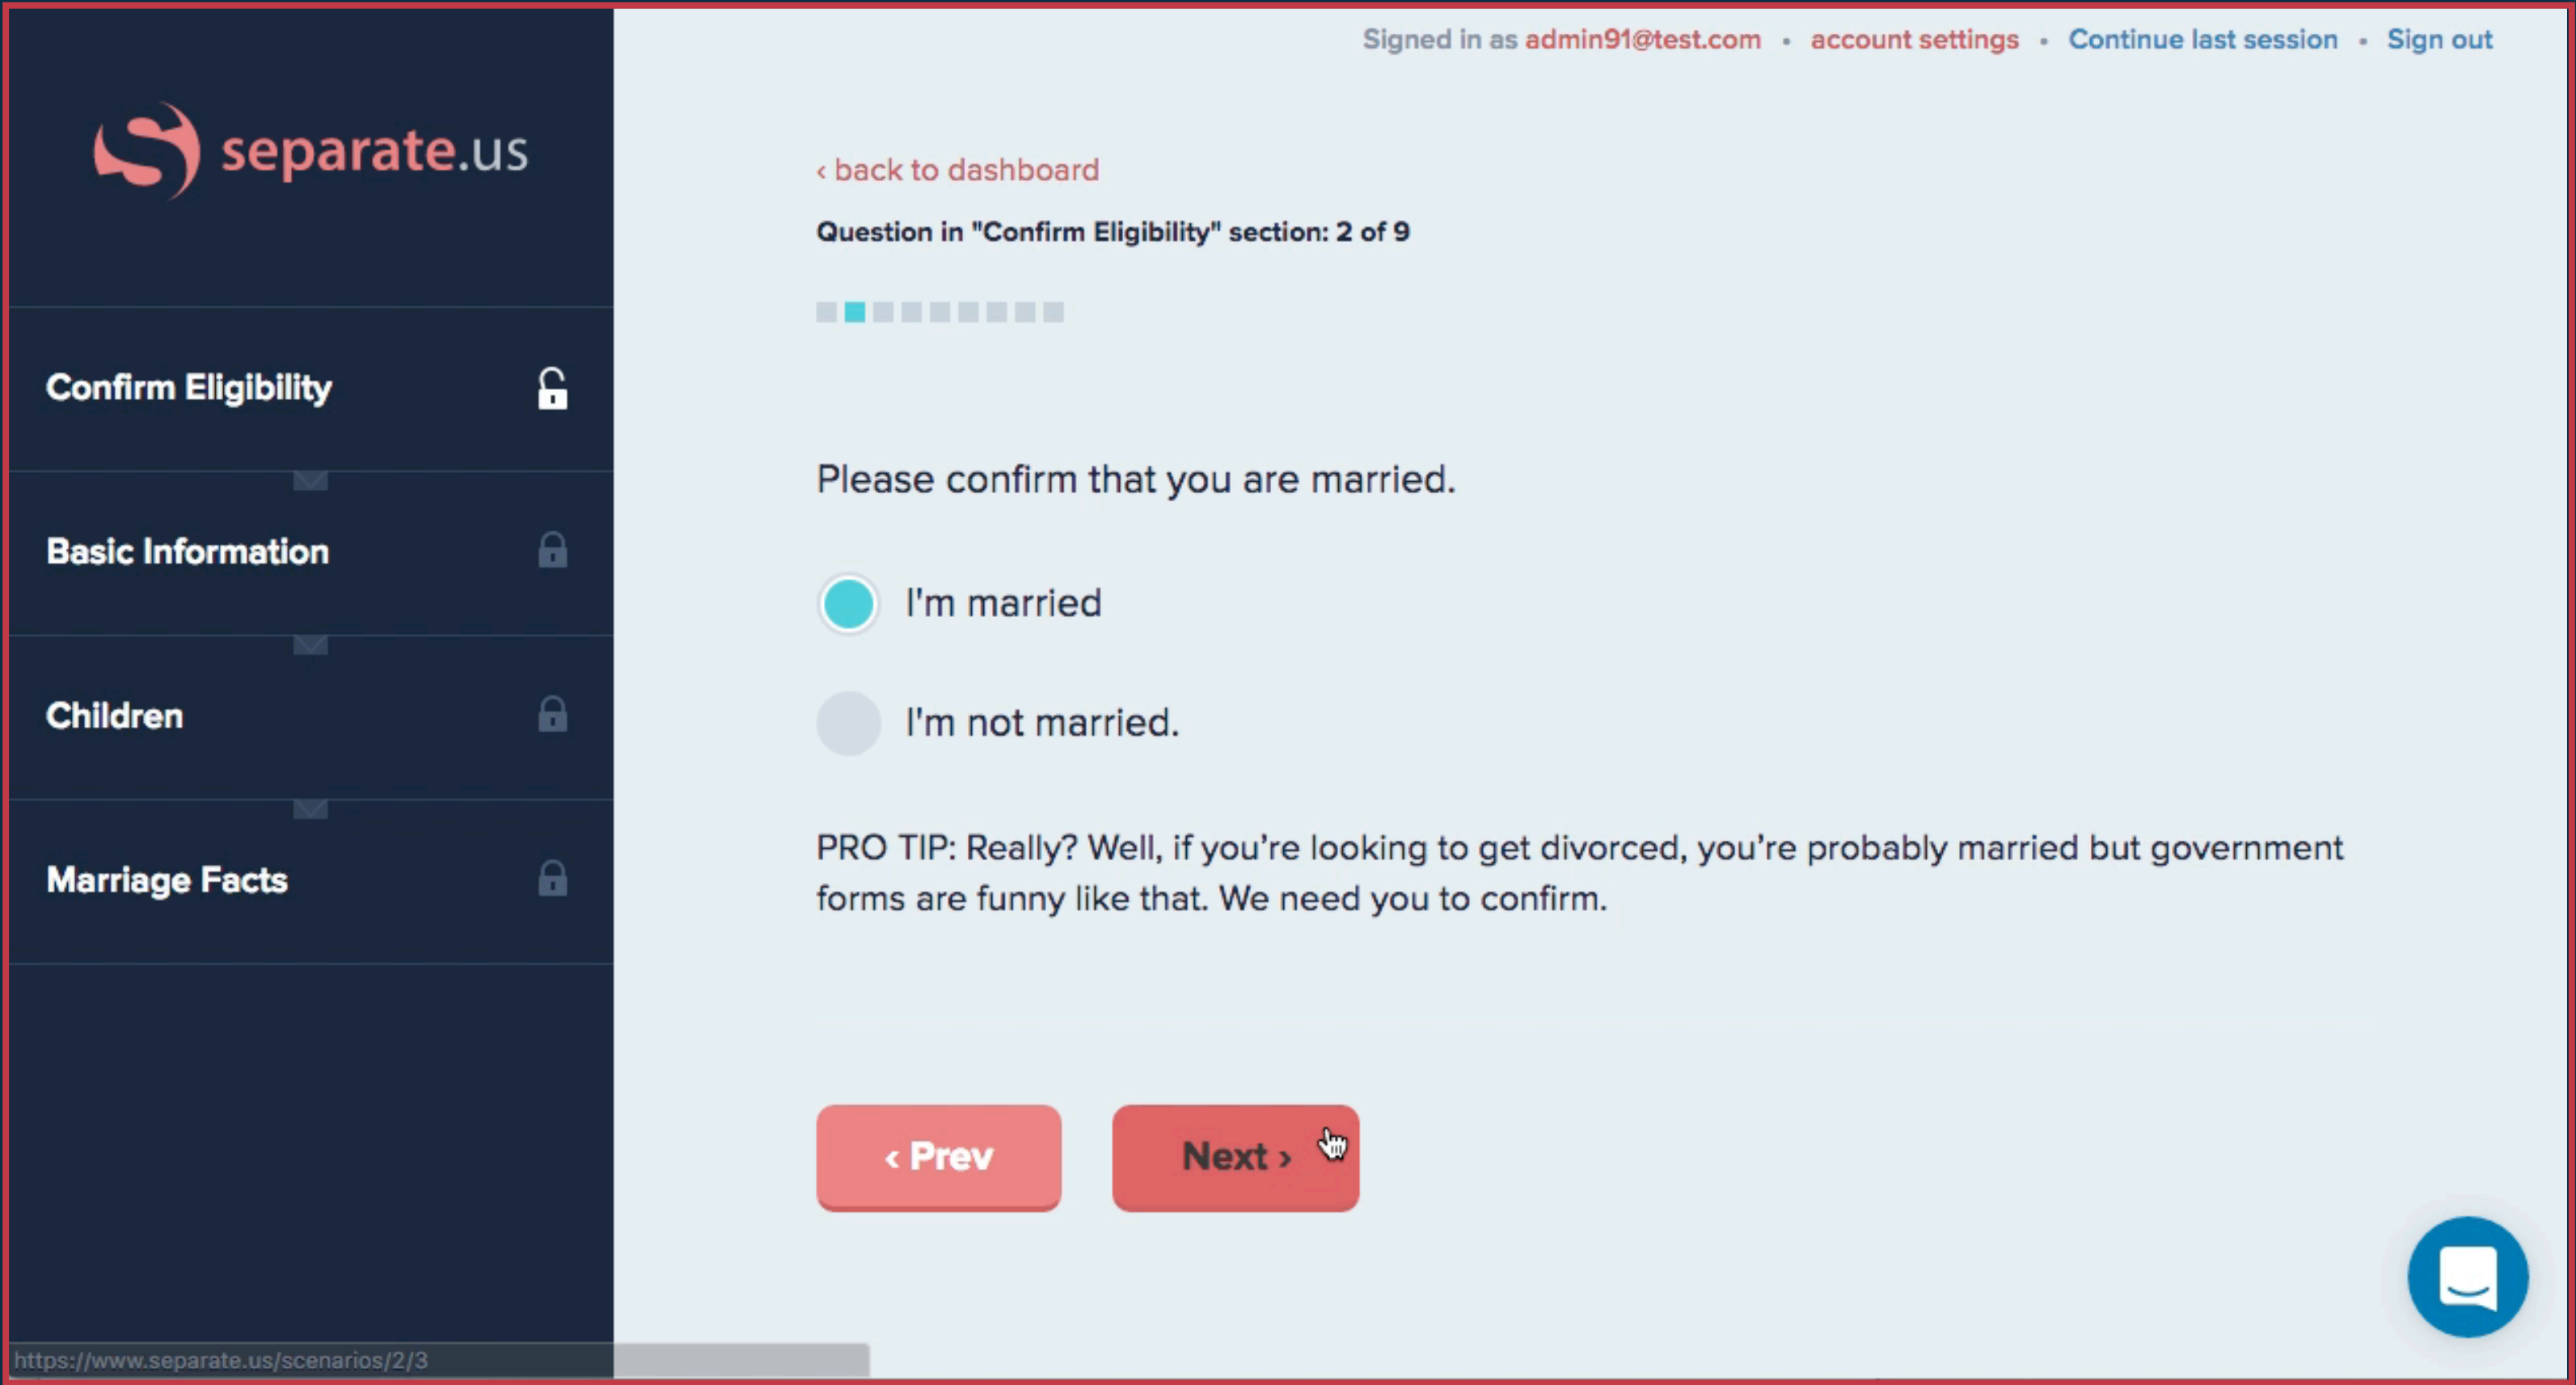 Signed in as admin91@test.com • account settings • Continue last session • Sign out
separate.us
Confirm Eligibility
Basic Information
Children
Marriage Facts
‹ back to dashboard
Question in "Confirm Eligibility" section: 2 of 9
Please confirm that you are married.
I'm married
I'm not married.
PRO TIP: Really? Well, if you’re looking to get divorced, you’re probably married but government
forms are funny like that. We need you to confirm.
‹ Prev
Next ›
https://www.separate.us/scenarios/2/3